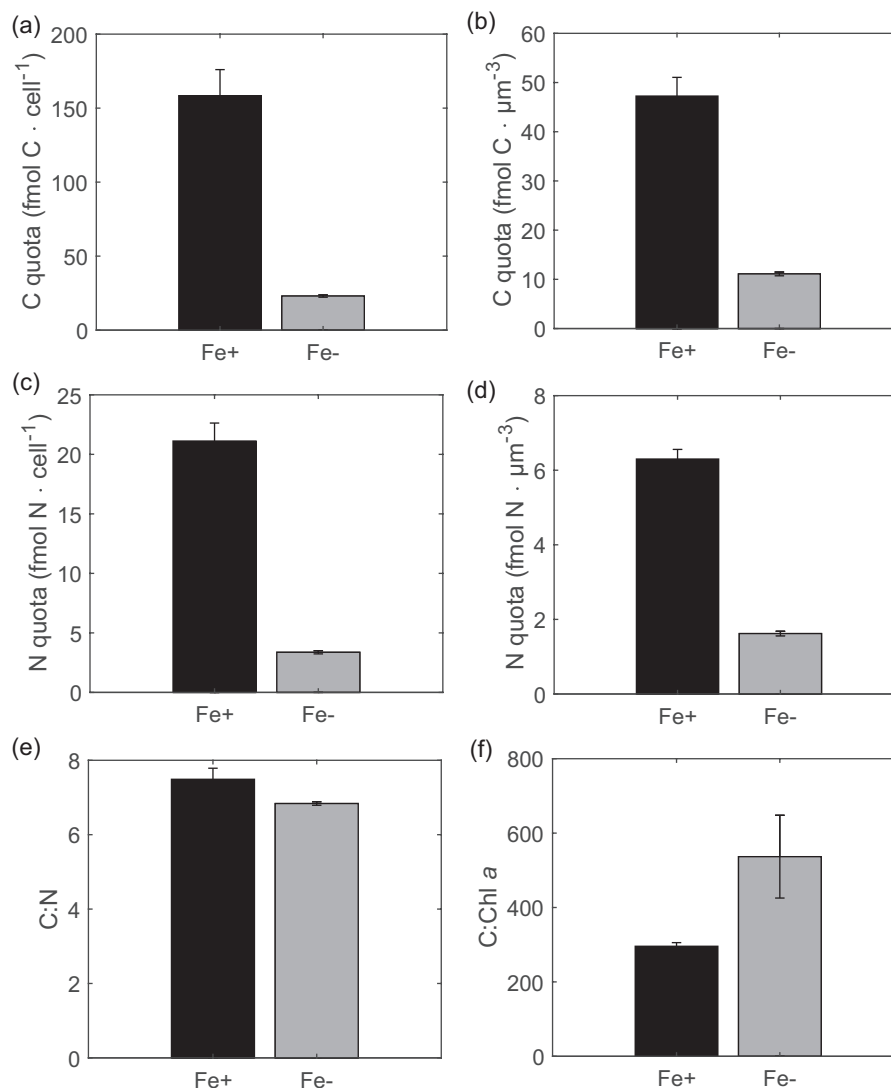 (a)
C quota (fmol C · cell⁻¹)
200
150
100
50
0
Fe+ Fe-
(b)
C quota (fmol C · µm⁻³)
60
50
40
30
20
10
0
Fe+ Fe-
(c)
N quota (fmol N · cell⁻¹)
25
20
15
10
5
0
Fe+ Fe-
(d)
N quota (fmol N · µm⁻³)
8
6
4
2
0
Fe+ Fe-
(e)
C:N
8
6
4
2
0
Fe+ Fe-
(f)
C:Chl a
800
600
400
200
0
Fe+ Fe-